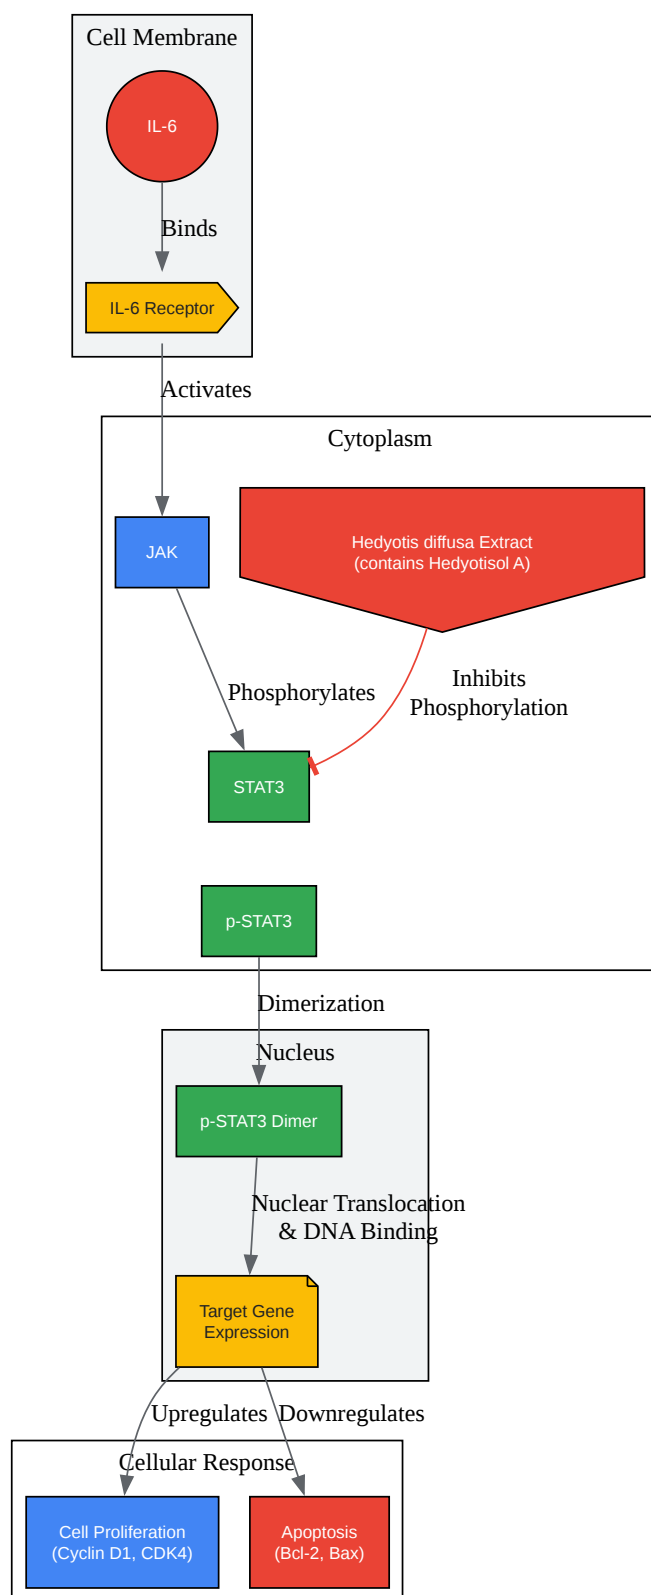 Cell Membrane
IL-6
Binds
IL-6 Receptor
Activates
Cytoplasm
JAK
Hedyotis diffusa Extract
(contains Hedyotisol A)
Phosphorylates
Inhibits
Phosphorylation
STAT3
p-STAT3
Dimerization
Nucleus
p-STAT3 Dimer
Nuclear Translocation
& DNA Binding
Target Gene
Expression
Upregulates
Downregulates
Cellular Response
Cell Proliferation
(Cyclin D1, CDK4)
Apoptosis
(Bcl-2, Bax)